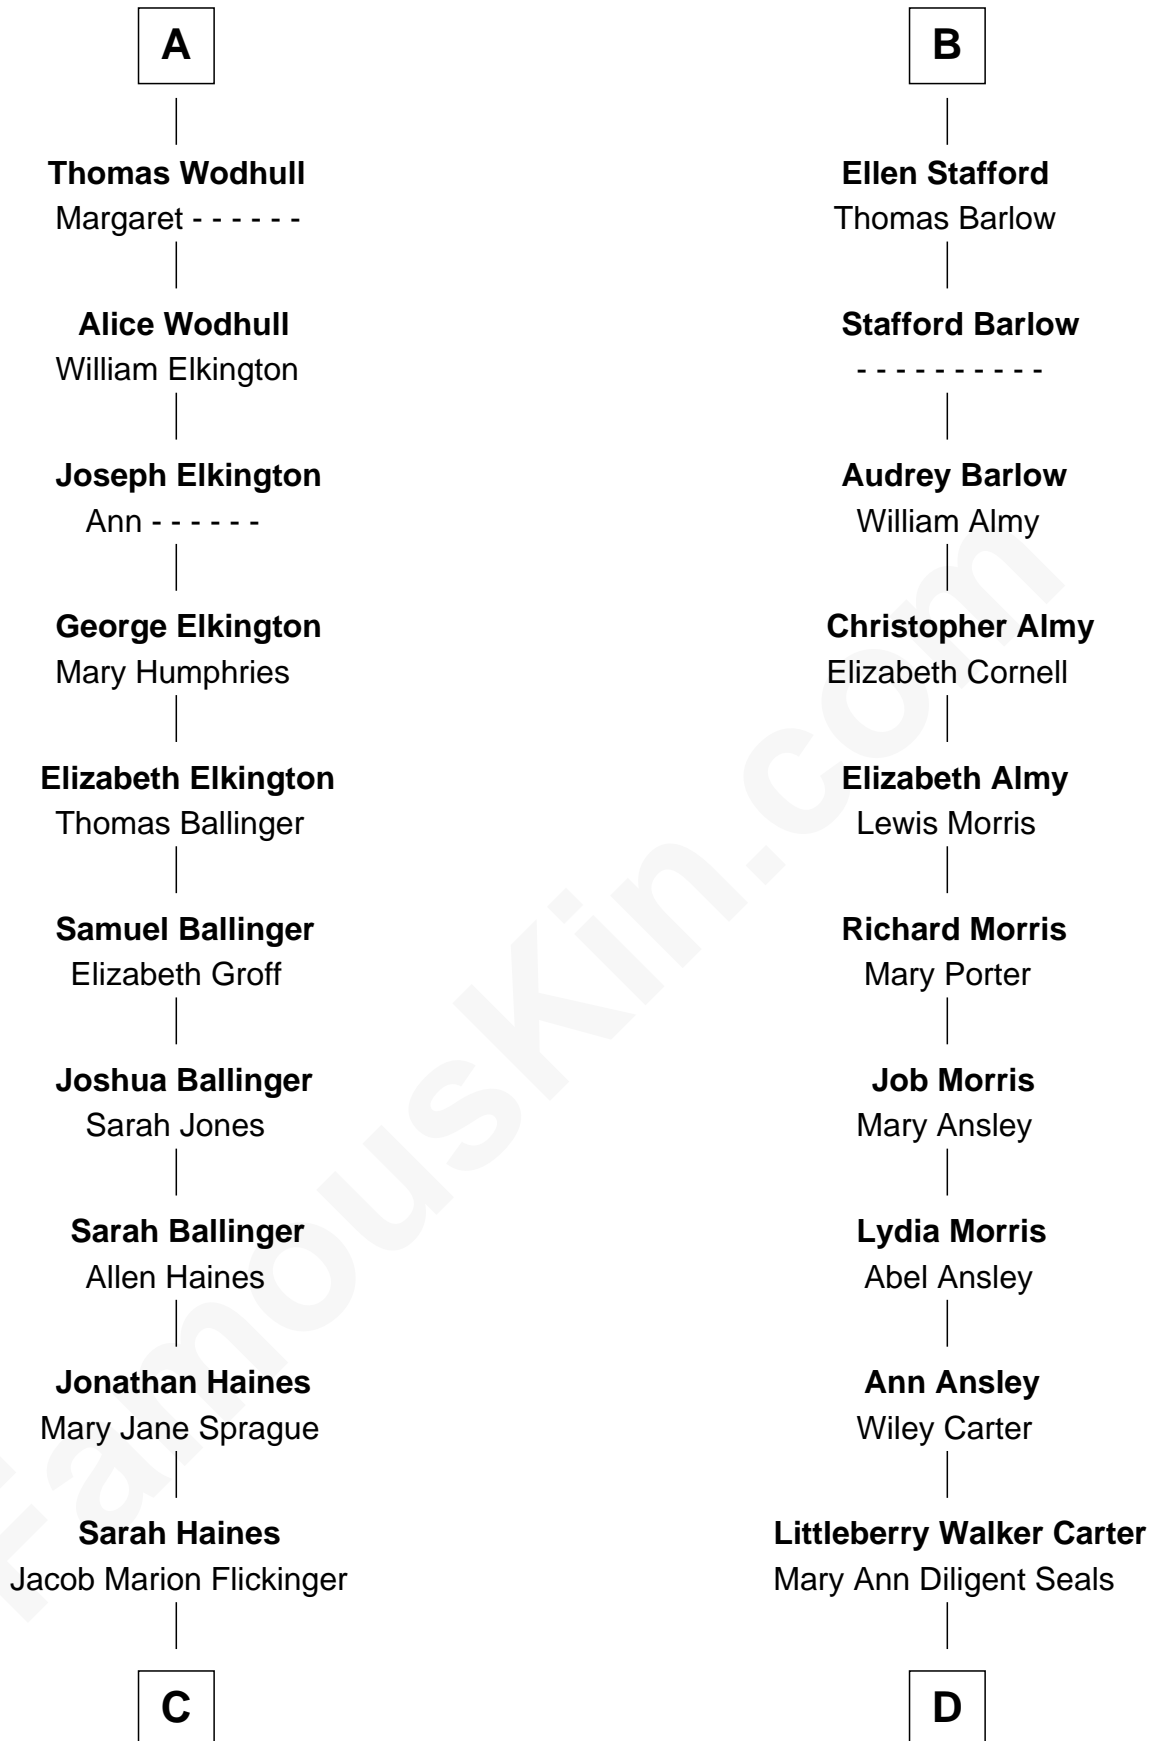 A
Thomas Wodhull
Margaret - - - - - -
Alice Wodhull
William Elkington
Joseph Elkington
Ann - - - - - -
George Elkington
Mary Humphries
Elizabeth Elkington
Thomas Ballinger
Samuel Ballinger
Elizabeth Groff
Joshua Ballinger
Sarah Jones
Sarah Ballinger
Allen Haines
Jonathan Haines
Mary Jane Sprague
Sarah Haines
Jacob Marion Flickinger
C
B
Ellen Stafford
Thomas Barlow
Stafford Barlow
- - - - - - - - - -
Audrey Barlow
William Almy
Christopher Almy
Elizabeth Cornell
Elizabeth Almy
Lewis Morris
Richard Morris
Mary Porter
Job Morris
Mary Ansley
Lydia Morris
Abel Ansley
Ann Ansley
Wiley Carter
Littleberry Walker Carter
Mary Ann Diligent Seals
D
FamousKin.com